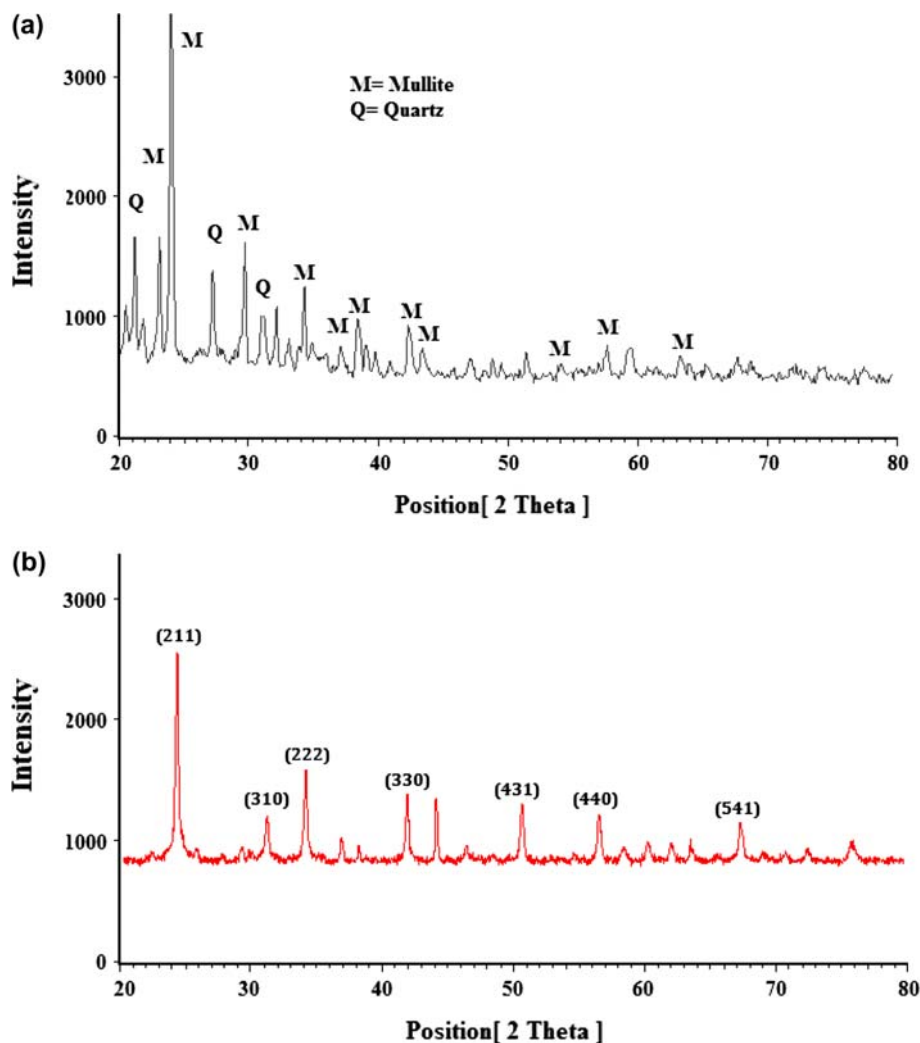 (a)
M
3000
M= Mullite
Q= Quartz
Intensity
M
2000
Q
Q
M
Q
M
M
M
M
M
M
M
M
1000
0
20 30 40 50 60 70 80
Position[ 2 Theta ]
(b)
3000
(211)
Intensity
2000
(222)
(310)
(330)
(431)
(440)
(541)
1000
0
20 30 40 50 60 70 80
Position[ 2 Theta ]